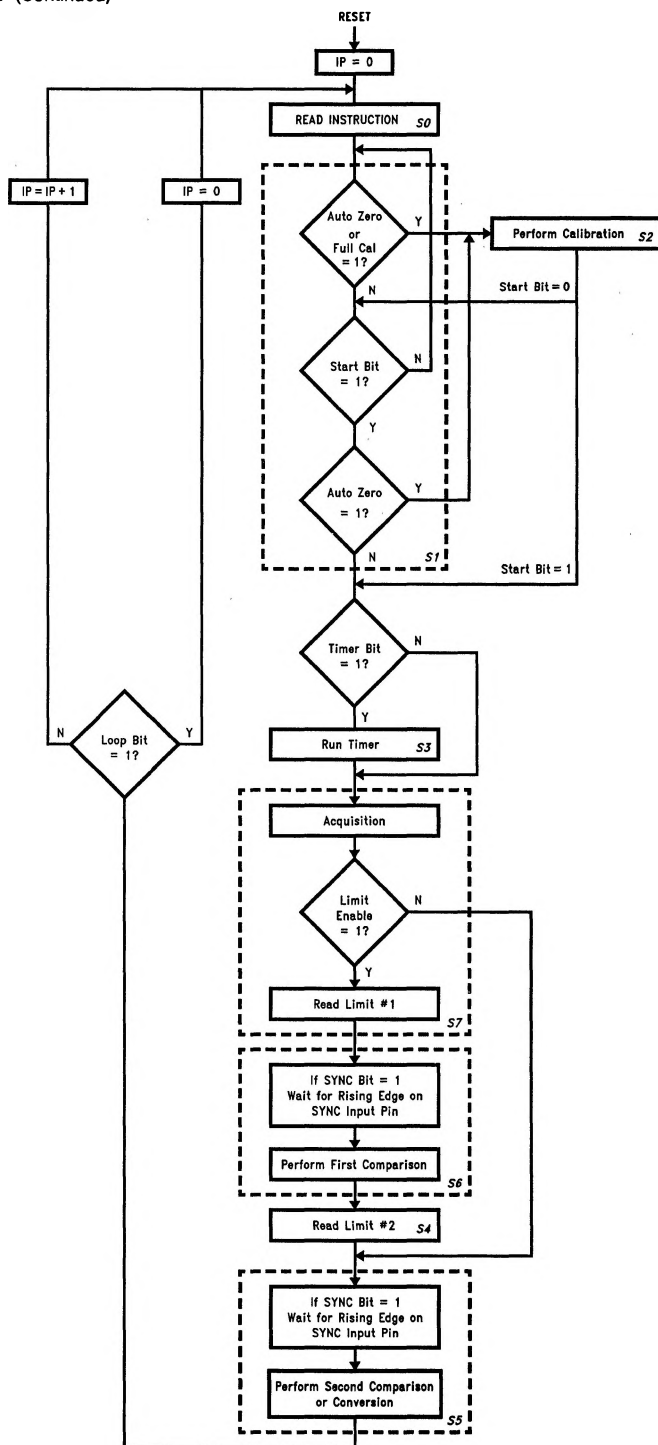 (Continued)
RESET
IP = 0
READ INSTRUCTION S0
IP = IP + 1
IP = 0
Auto Zero
or
Full Cal
= 1?
Y
Perform Calibration S2
N
Start Bit = 0
Start Bit
= 1?
N
Y
Auto Zero
= 1?
Y
N
S1
Start Bit = 1
Timer Bit
= 1?
N
Y
N
Loop Bit
= 1?
Y
Run Timer S3
Acquisition
Limit
Enable
= 1?
N
Y
Read Limit #1
S7
If SYNC Bit = 1
Wait for Rising Edge on
SYNC Input Pin
Perform First Comparison
S6
Read Limit #2 S4
If SYNC Bit = 1
Wait for Rising Edge on
SYNC Input Pin
Perform Second Comparison
or Conversion
S5